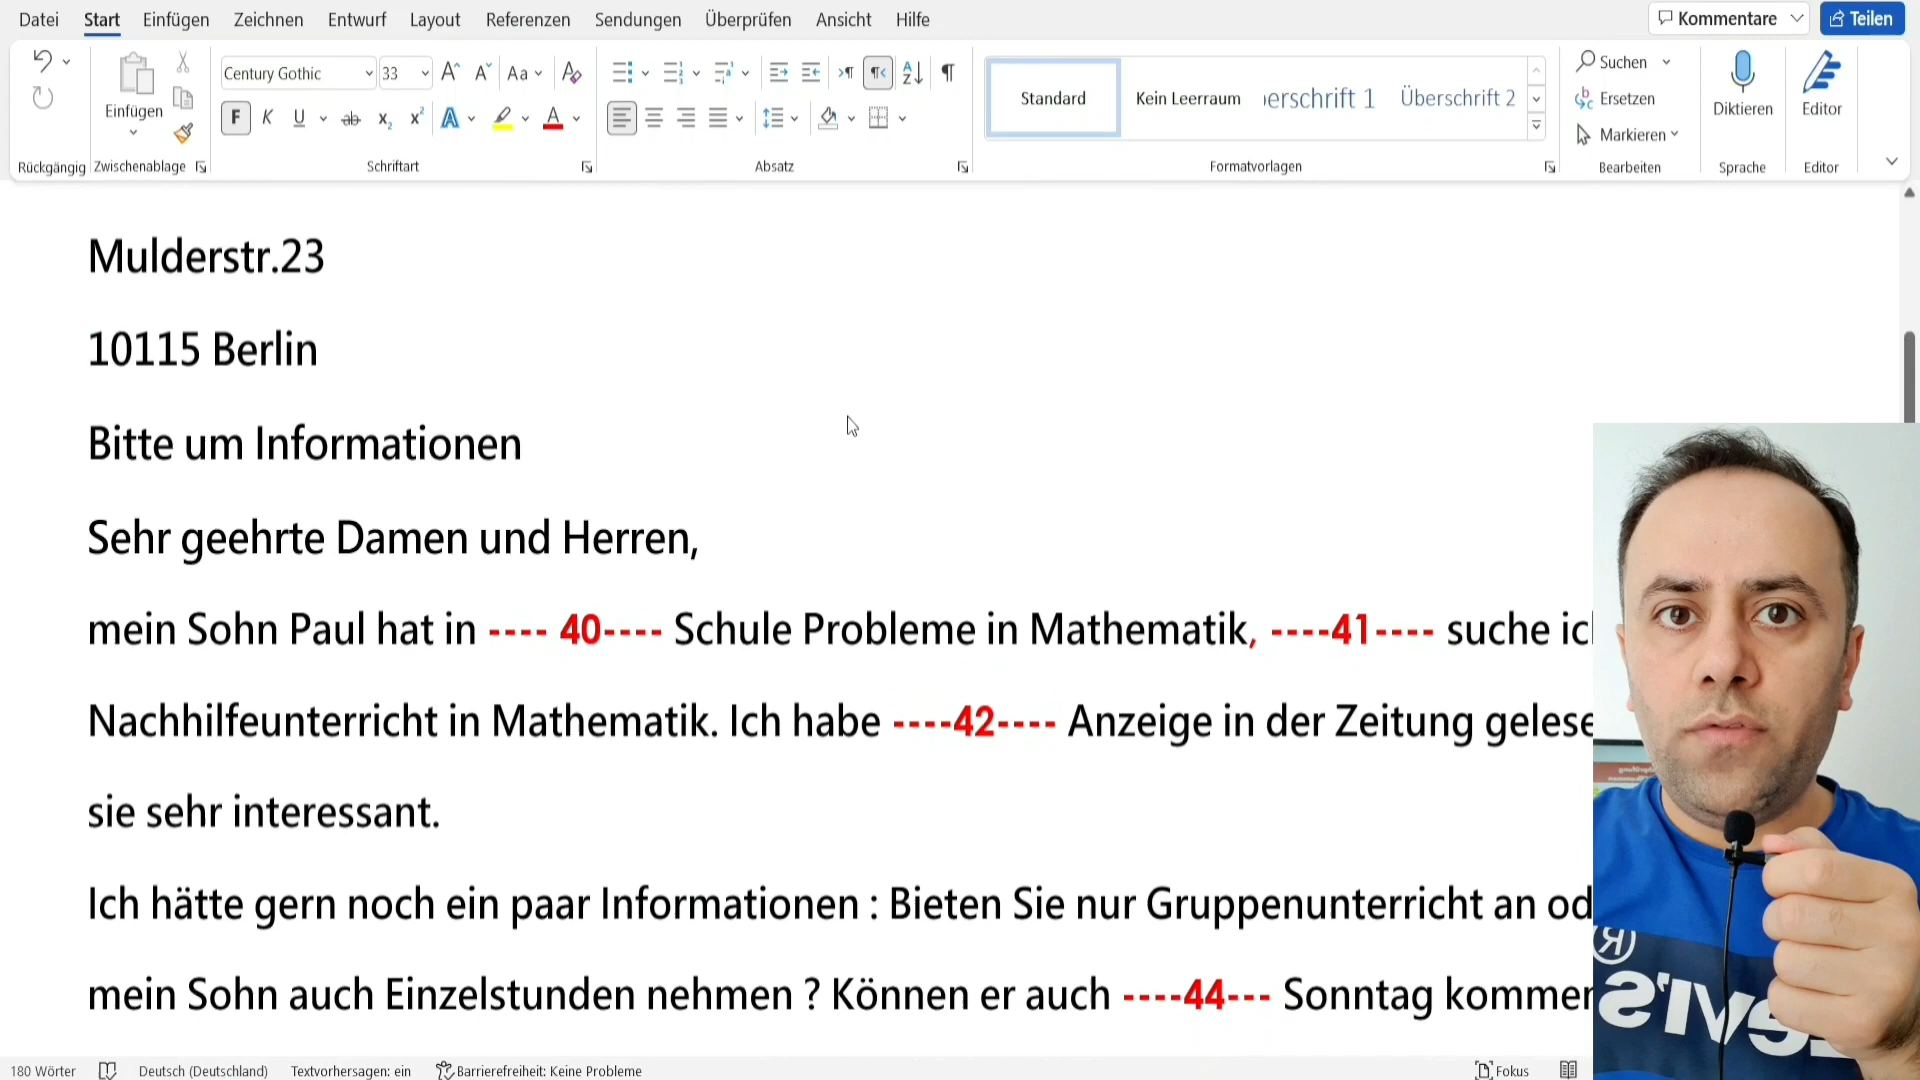 Datei Start Einfügen Zeichnen Entwurf Layout Referenzen Sendungen Überprüfen Ansicht Hilfe Kommentare Teilen
Century Gothic 33 Aa Suchen
Standard Kein Leerraum erschrift 1 Überschrift 2 Ersetzen
Einfügen Diktieren Editor
F K U ab Markieren
Rückgängig Zwischenablage Schriftart Absatz Formatvorlagen Bearbeiten Sprache Editor
Mulderstr.23
10115 Berlin
Bitte um Informationen
Sehr geehrte Damen und Herren,
mein Sohn Paul hat in ---- 40---- Schule Probleme in Mathematik, ----41---- suche
Nachhilfeunterricht in Mathematik. Ich habe ----42---- Anzeige in der Zeitung gelese
sie sehr interessant.
Ich hätte gern noch ein paar Informationen : Bieten Sie nur Gruppenunterricht an od
mein Sohn auch Einzelstunden nehmen ? Können er auch ----44--- Sonntag kommen
180 Wörter Deutsch (Deutschland) Textvorhersagen: ein Barrierefreiheit: Keine Probleme Fokus